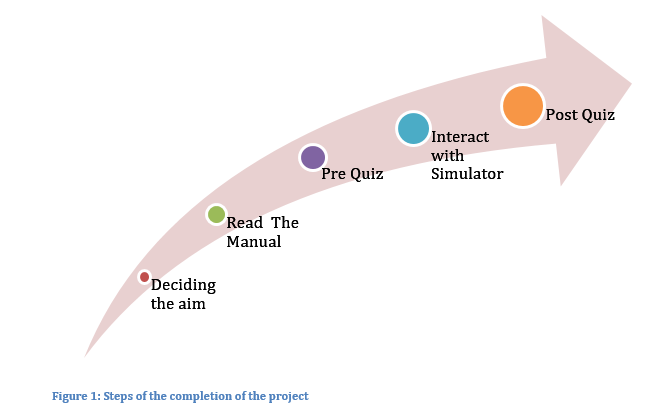 Post Quiz
Interact
with
Simulator
Pre Quiz
Read  The
Manual
Deciding
the aim
Figure 1: Steps of the completion of the project